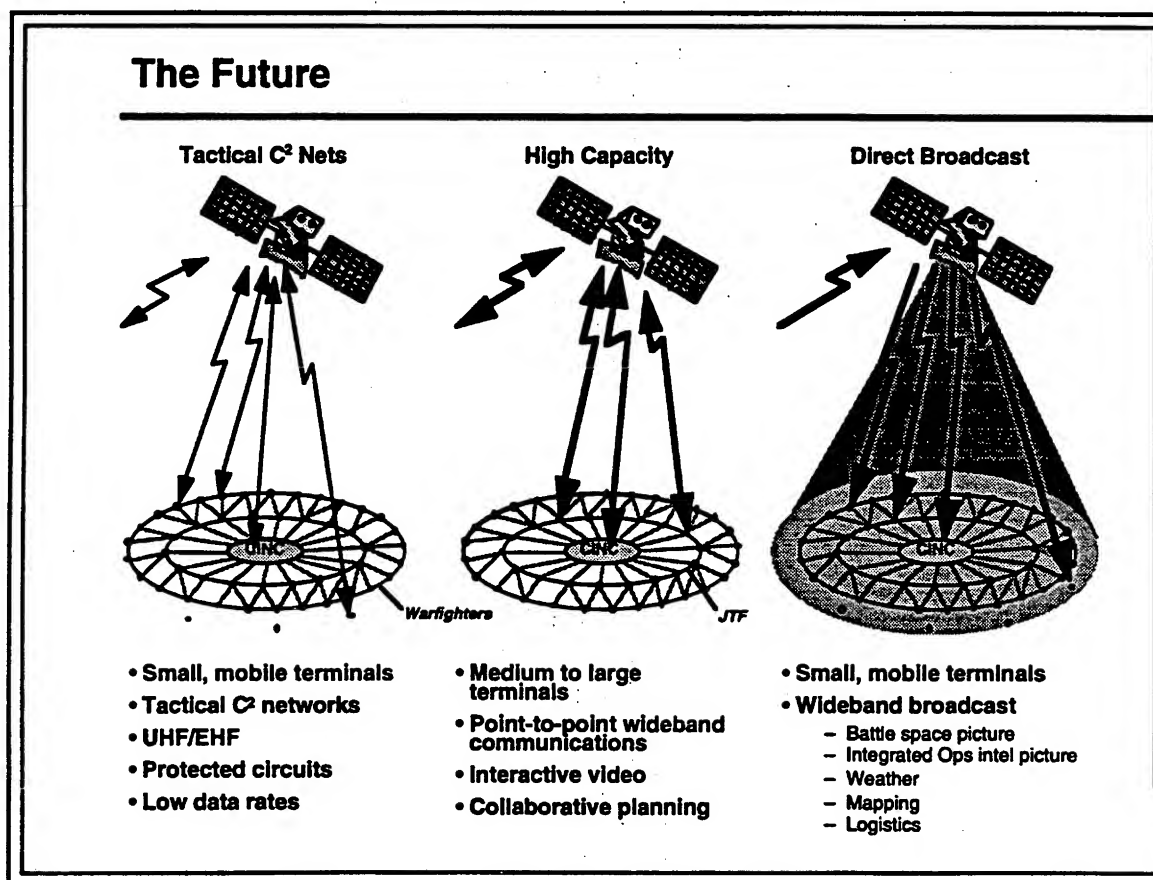 The Future
Tactical C² Nets
CINC
Warfighters
• Small, mobile terminals
• Tactical C² networks
• UHF/EHF
• Protected circuits
• Low data rates
High Capacity
CINC
JTF
• Medium to large
terminals
• Point-to-point wideband
communications
• Interactive video
• Collaborative planning
Direct Broadcast
CINC
• Small, mobile terminals
• Wideband broadcast
– Battle space picture
– Integrated Ops intel picture
– Weather
– Mapping
– Logistics